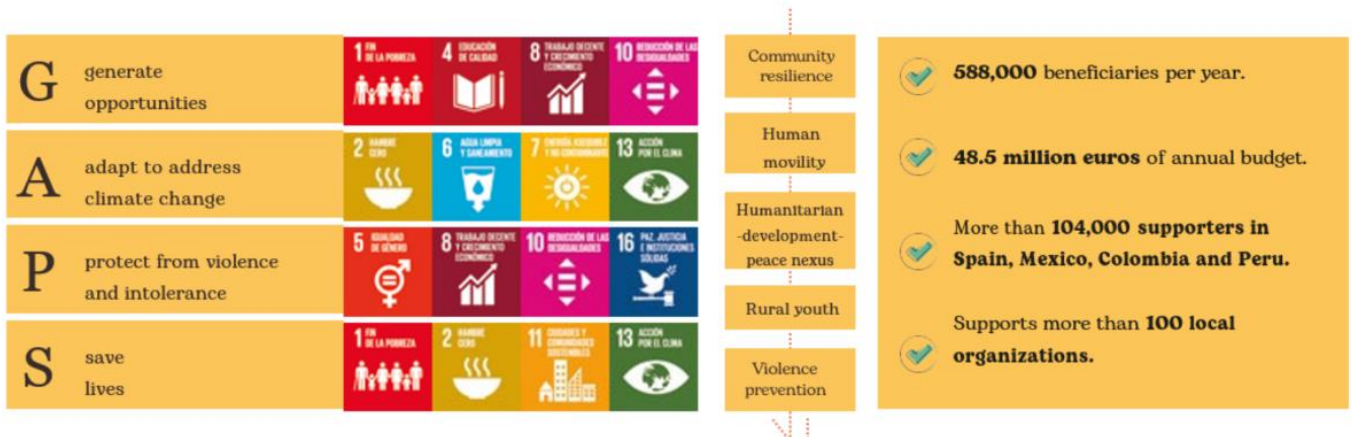 G
generate
opportunities
1 FIN
DE LA POBREZA
4 EDUCACIÓN
DE CALIDAD
8 TRABAJO DECENTE
Y CRECIMIENTO
ECONÓMICO
10 REDUCCIÓN DE LAS
DESIGUALDADES
A
adapt to address
climate change
2 HAMBRE
CERO
6 AGUA LIMPIA
Y SANEAMIENTO
7 ENERGÍA ASEQUIBLE
Y NO CONTAMINANTE
13 ACCIÓN
POR EL CLIMA
P
protect from violence
and intolerance
5 IGUALDAD
DE GÉNERO
8 TRABAJO DECENTE
Y CRECIMIENTO
ECONÓMICO
10 REDUCCIÓN DE LAS
DESIGUALDADES
16 PAZ, JUSTICIA
E INSTITUCIONES
SÓLIDAS
S
save
lives
1 FIN
DE LA POBREZA
2 HAMBRE
CERO
11 CIUDADES Y
COMUNIDADES
SOSTENIBLES
13 ACCIÓN
POR EL CLIMA
Community
resilience
Human
movility
Humanitarian
-development-
peace nexus
Rural youth
Violence
prevention
588,000 beneficiaries per year.
48.5 million euros of annual budget.
More than 104,000 supporters in
Spain, Mexico, Colombia and Peru.
Supports more than 100 local
organizations.